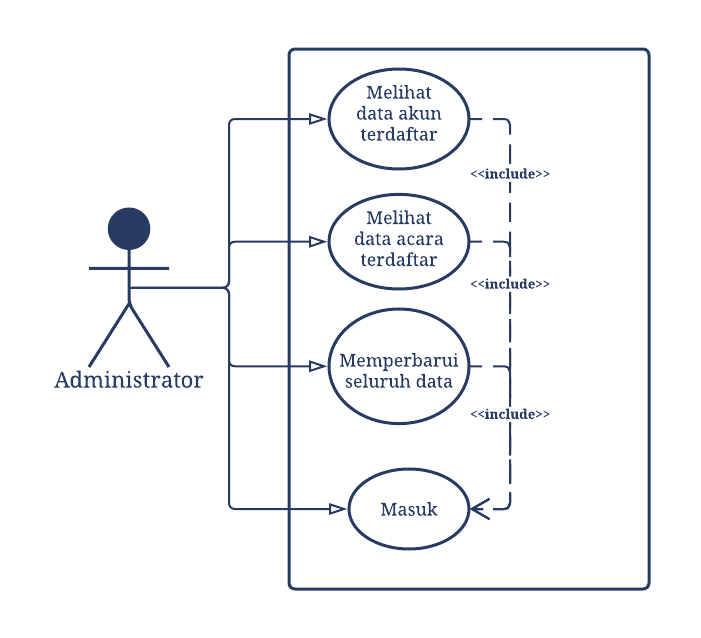 Melihat
data akun
terdaftar
<<include>>
Melihat
data acara
terdaftar
<<include>>
Memperbarui
seluruh data
Administrator
<<include>>
Masuk